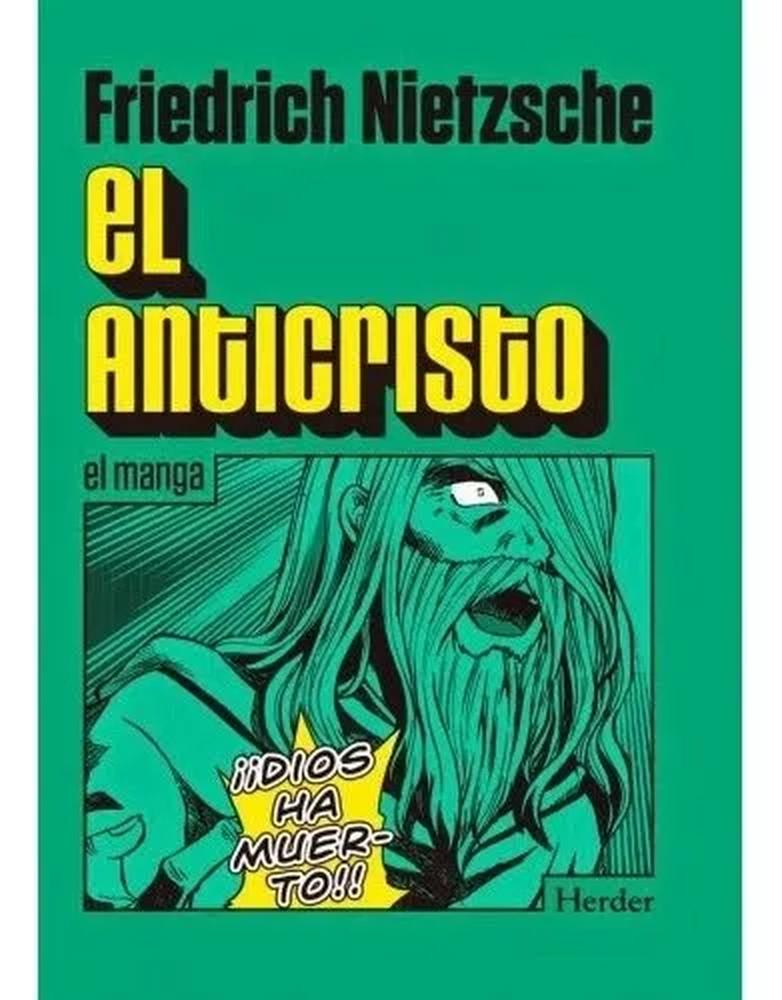 Friedrich Nietzsche
eL
anticristo
el manga
¡¡DIOS
HA
MUER-
TO!!
Herder